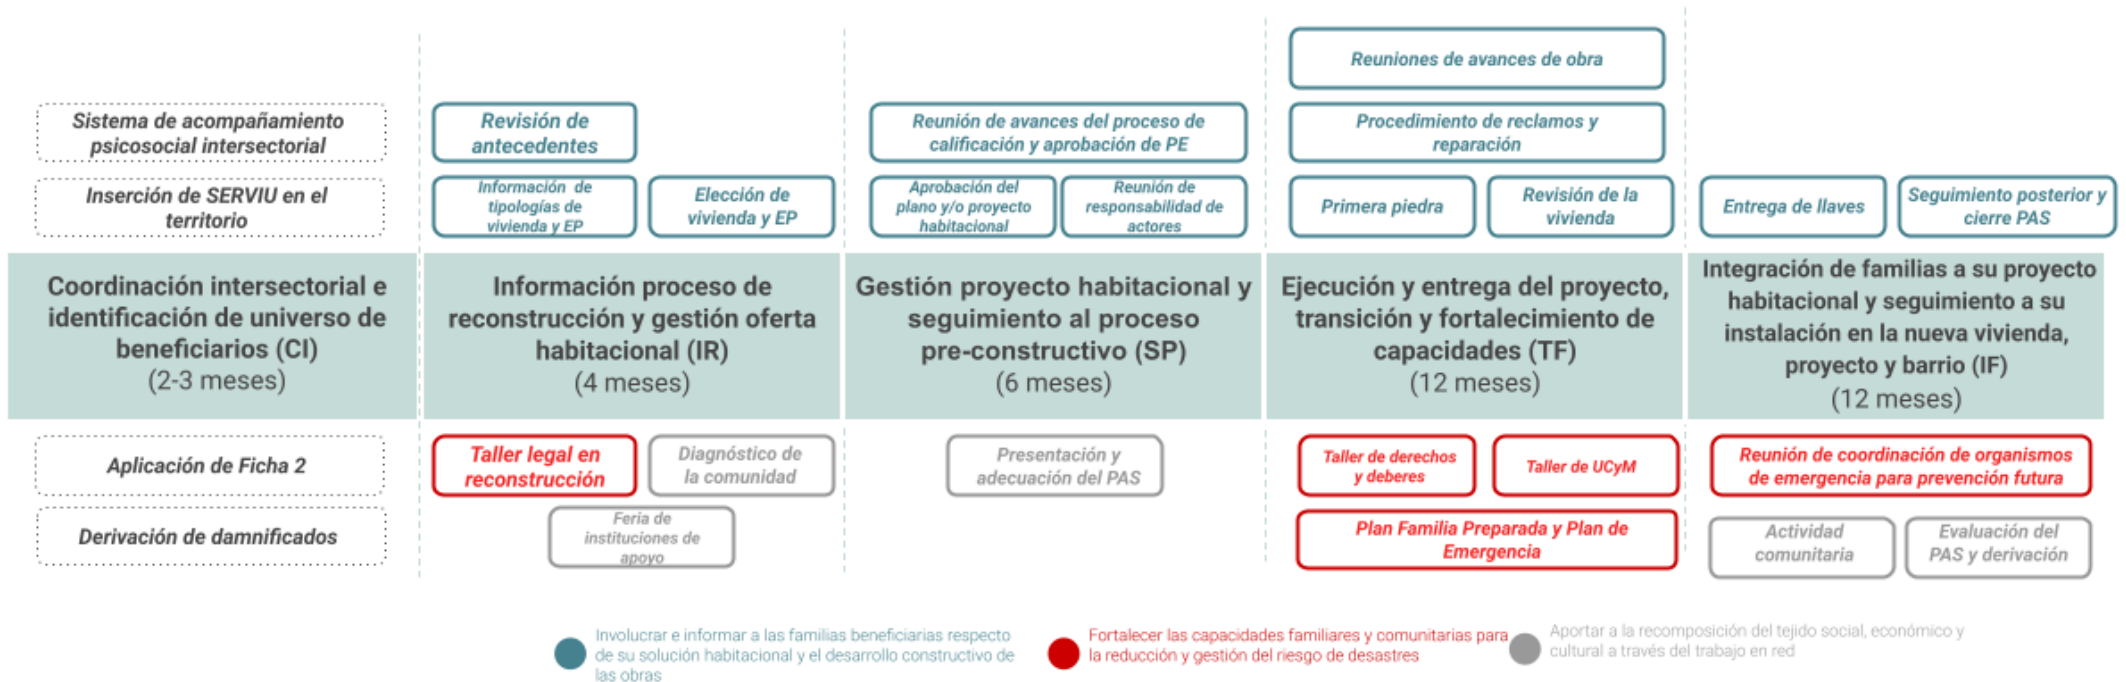 Sistema de acompañamiento
psicosocial intersectorial
Inserción de SERVIU en el
territorio
Coordinación intersectorial e
identificación de universo de
beneficiarios (CI)
(2-3 meses)
Aplicación de Ficha 2
Derivación de damnificados
Revisión de
antecedentes
Información de
tipologías de
vivienda y EP
Elección de
vivienda y EP
Información proceso de
reconstrucción y gestión oferta
habitacional (IR)
(4 meses)
Taller legal en
reconstrucción
Diagnóstico de
la comunidad
Feria de
instituciones de
apoyo
Reunión de avances del proceso de
calificación y aprobación de PE
Aprobación del
plano y/o proyecto
habitacional
Reunión de
responsabilidad de
actores
Gestión proyecto habitacional y
seguimiento al proceso
pre-constructivo (SP)
(6 meses)
Presentación y
adecuación del PAS
Reuniones de avances de obra
Procedimiento de reclamos y
reparación
Primera piedra
Revisión de la
vivienda
Ejecución y entrega del proyecto,
transición y fortalecimiento de
capacidades (TF)
(12 meses)
Taller de derechos
y deberes
Taller de UCyM
Plan Familia Preparada y Plan de
Emergencia
Entrega de llaves
Seguimiento posterior y
cierre PAS
Integración de familias a su proyecto
habitacional y seguimiento a su
instalación en la nueva vivienda,
proyecto y barrio (IF)
(12 meses)
Reunión de coordinación de organismos
de emergencia para prevención futura
Actividad
comunitaria
Evaluación del
PAS y derivación
Involucrar e informar a las familias beneficiarias respecto
de su solución habitacional y el desarrollo constructivo de
las obras
Fortalecer las capacidades familiares y comunitarias para
la reducción y gestión del riesgo de desastres
Aportar a la recomposición del tejido social, económico y
cultural a través del trabajo en red